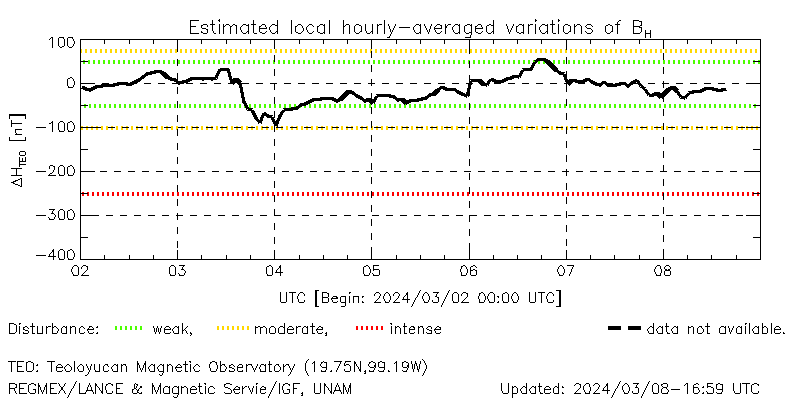 Estimated local hourly-averaged variations of BH
100
0
-100
-200
-300
-400
ΔHTEO [nT]
02 03 04 05 06 07 08
UTC [Begin: 2024/03/02 00:00 UTC]
Disturbance: weak, moderate, intense data not available.
TEO: Teoloyucan Magnetic Observatory (19.75N,99.19W)
REGMEX/LANCE & Magnetic Servie/IGF, UNAM Updated: 2024/03/08-16:59 UTC